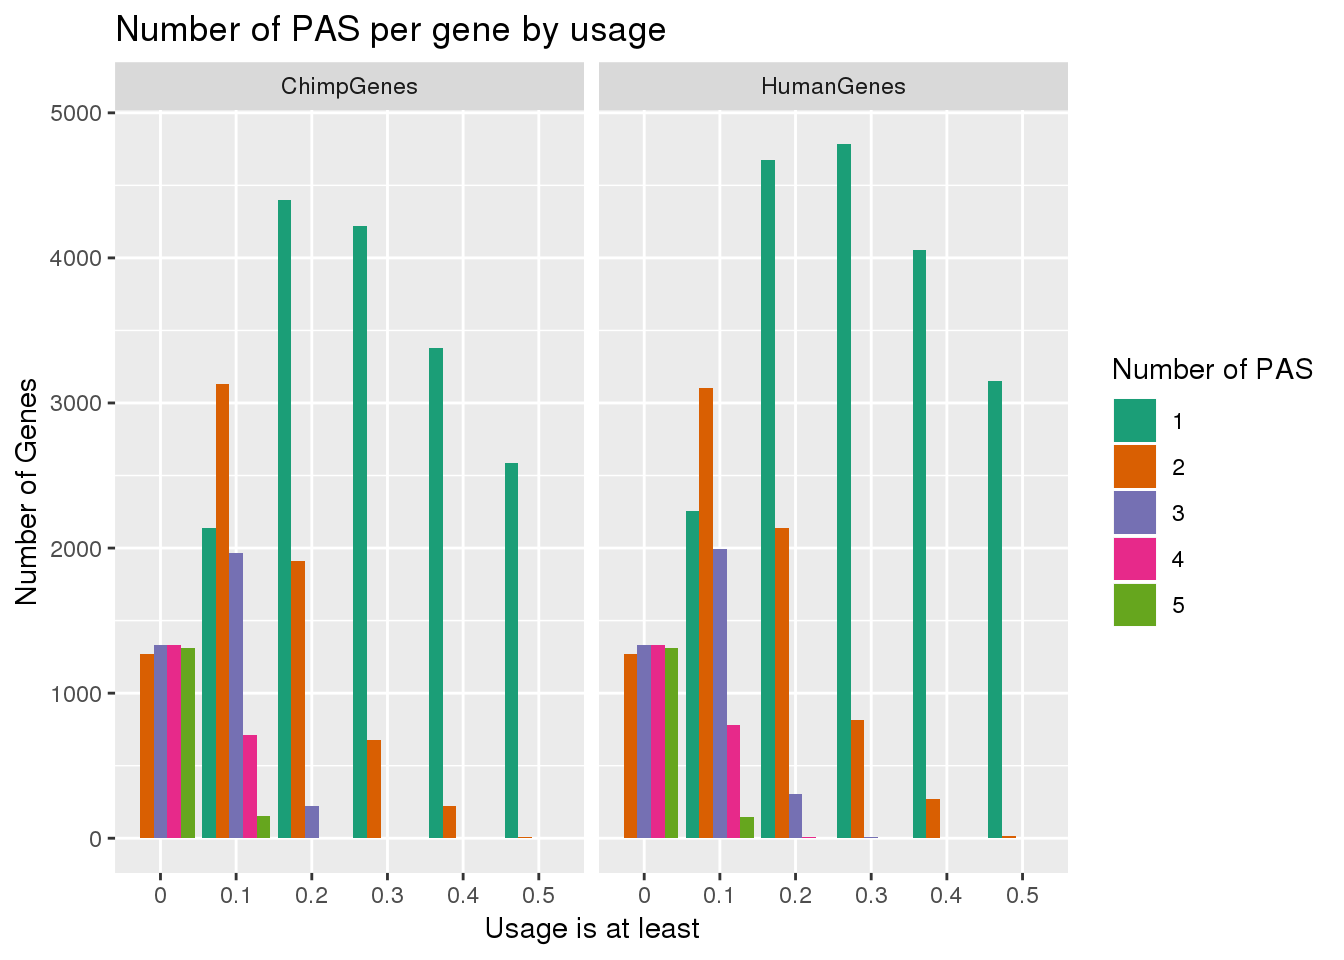 Number of PAS per gene by usage
ChimpGenes
HumanGenes
5000
4000
3000
2000
1000
0
Number of Genes
0 0.1 0.2 0.3 0.4 0.5
0 0.1 0.2 0.3 0.4 0.5
Usage is at least
Number of PAS
1
2
3
4
5